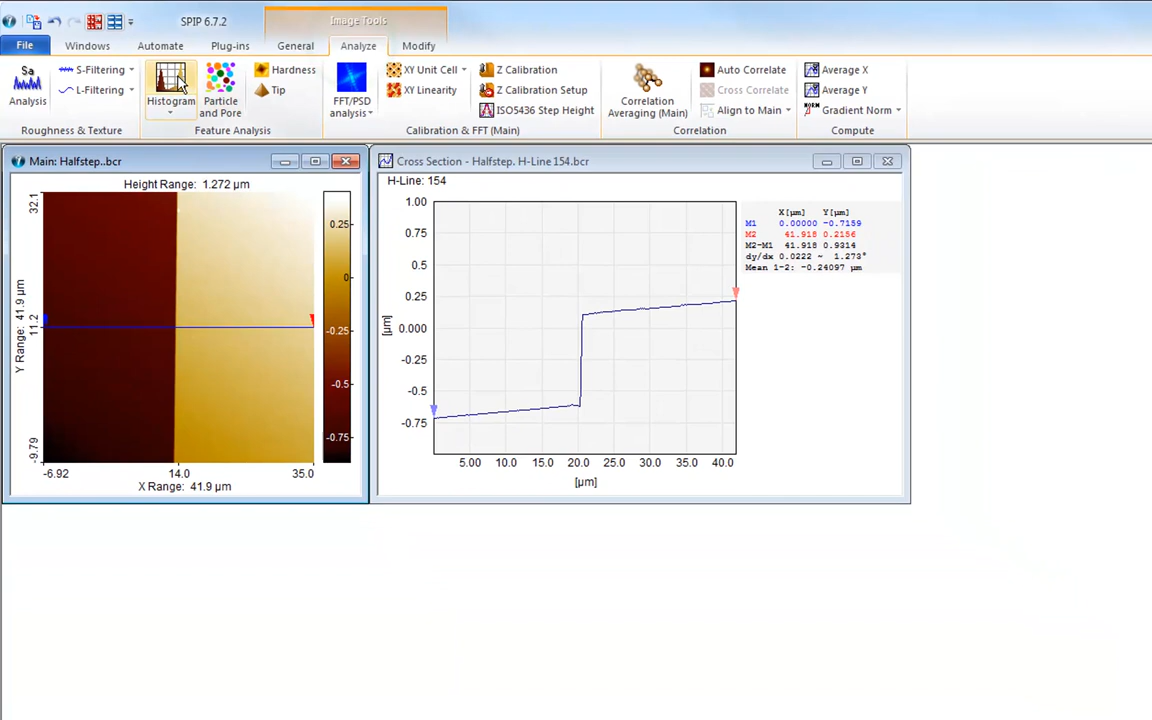 SPIP 6.7.2
Image Tools
File
Windows
Automate
Plug-ins
General
Analyze
Modify
Sa
Analysis
S-Filtering
L-Filtering
Roughness & Texture
Histogram
Particle
and Pore
Hardness
Tip
Feature Analysis
FFT/PSD
analysis
XY Unit Cell
XY Linearity
Z Calibration
Z Calibration Setup
ISO5436 Step Height
Calibration & FFT (Main)
Correlation
Averaging (Main)
Auto Correlate
Cross Correlate
Align to Main
Correlation
Average X
Average Y
NORM Gradient Norm
Compute
Main: Halfstep..bcr
Height Range: 1.272 µm
32.1
11.2
-9.79
Y Range: 41.9 µm
0.25
0
-0.25
-0.5
-0.75
-6.92 14.0 35.0
X Range: 41.9 µm
Cross Section - Halfstep. H-Line 154.bcr
H-Line: 154
1.00
0.75
0.5
0.25
0.000
-0.25
-0.5
-0.75
[µm]
5.00 10.0 15.0 20.0 25.0 30.0 35.0 40.0
[µm]
X[µm] Y[µm]
M1 0.00000 -0.7159
M2 41.918 0.2156
M2-M1 41.918 0.9314
dy/dx 0.0222 ~ 1.273°
Mean 1-2: -0.24097 µm